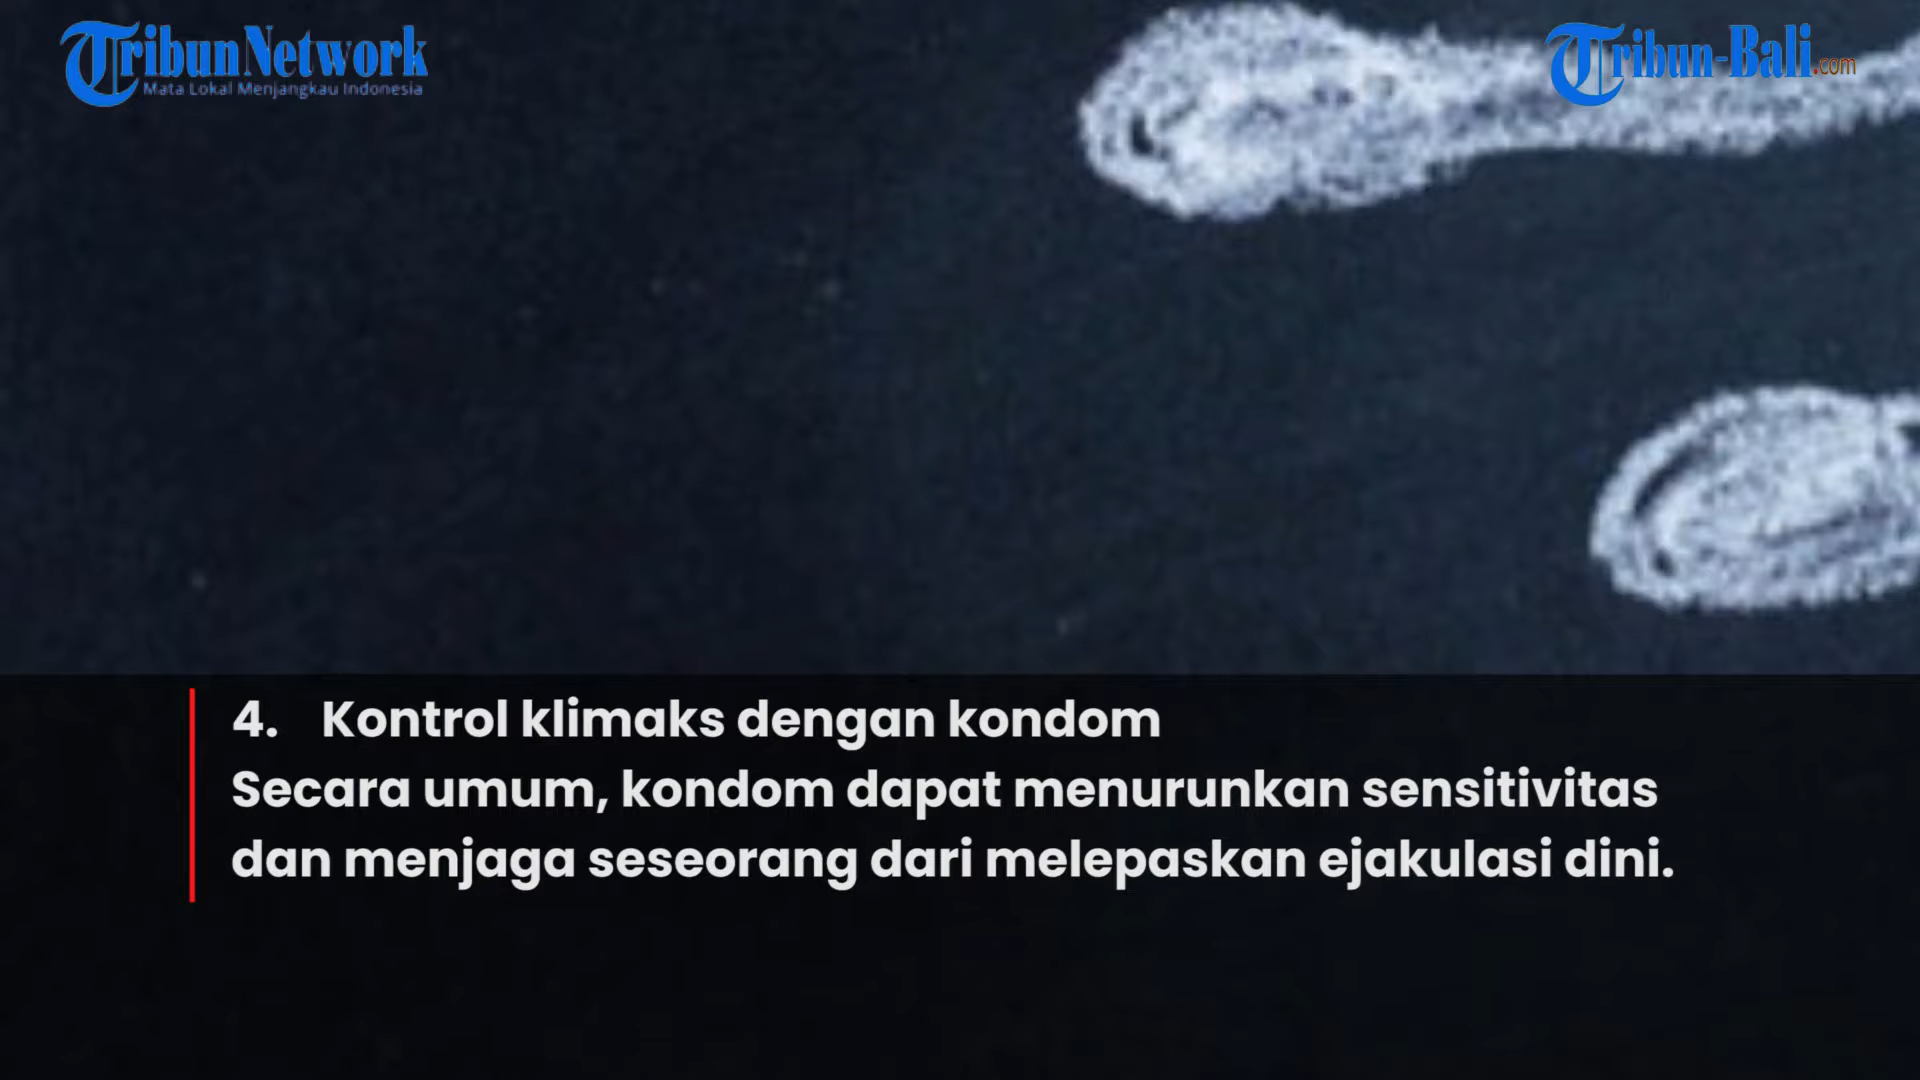 TribunNetwork
Mata Lokal Menjangkau Indonesia
Tribun-Bali.com
4. Kontrol klimaks dengan kondom
Secara umum, kondom dapat menurunkan sensitivitas
dan menjaga seseorang dari melepaskan ejakulasi dini.